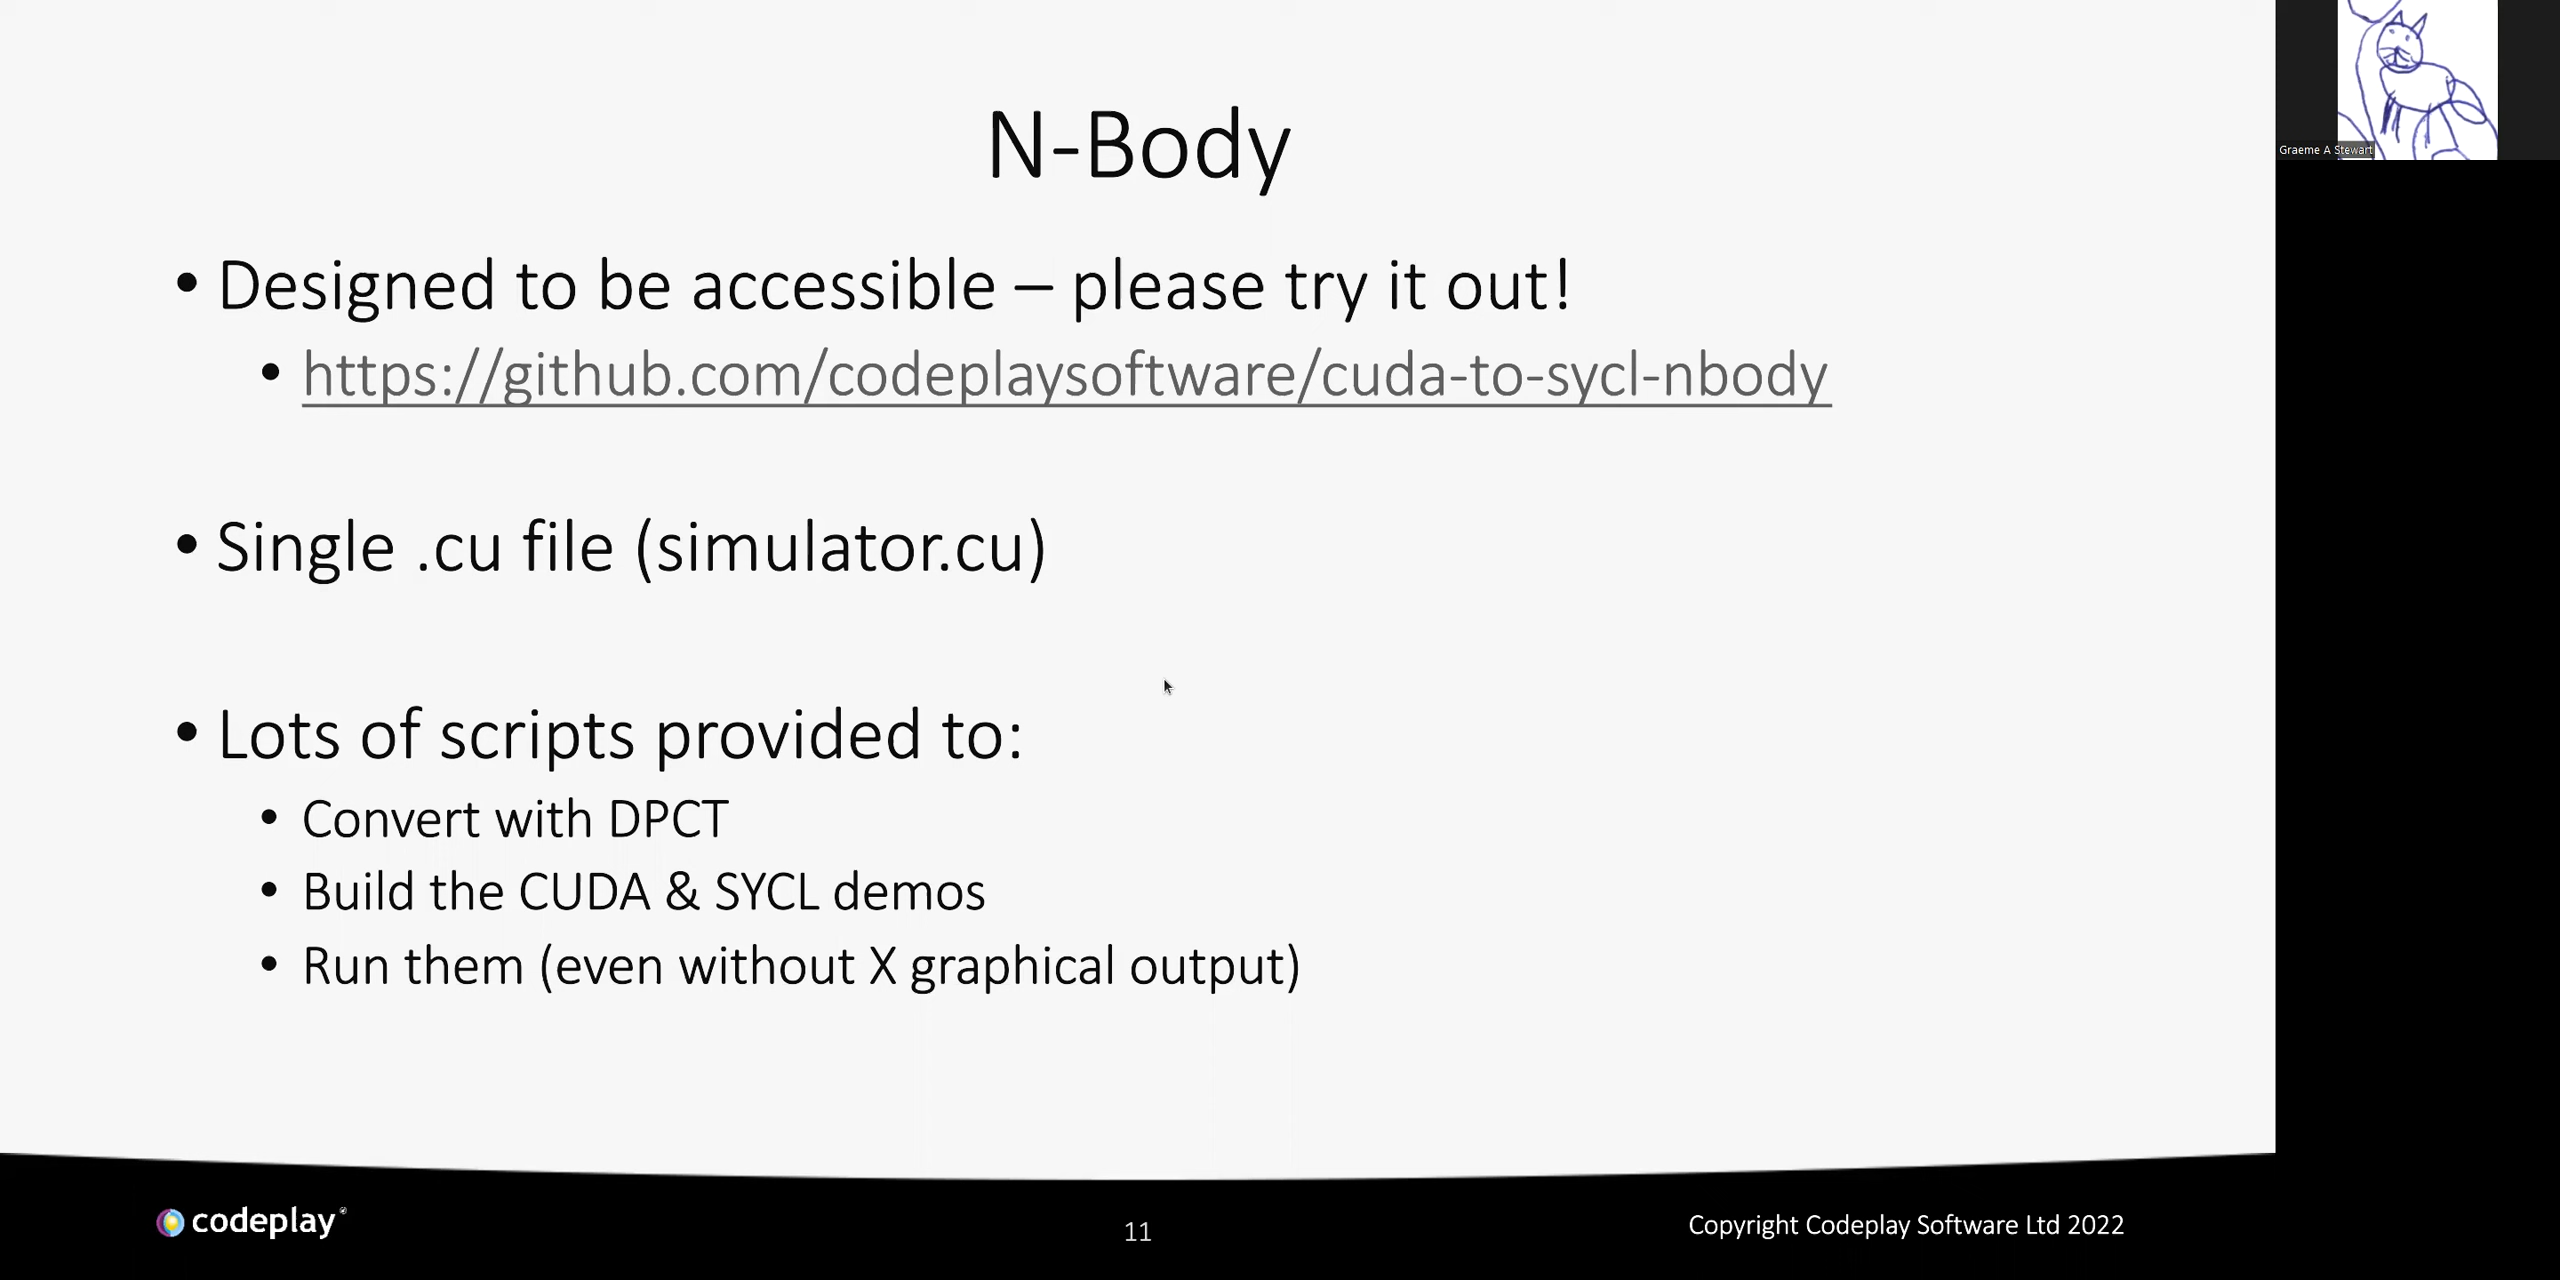 N-Body
• Designed to be accessible – please try it out!
• https://github.com/codeplaysoftware/cuda-to-sycl-nbody
• Single .cu file (simulator.cu)
• Lots of scripts provided to:
• Convert with DPCT
• Build the CUDA & SYCL demos
• Run them (even without X graphical output)
codeplay®
11
Copyright Codeplay Software Ltd 2022
Graeme A Stewart